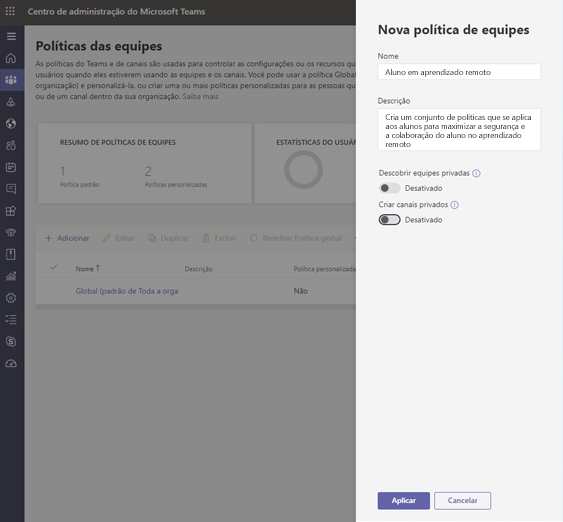 Centro de administração do Microsoft Teams
Políticas das equipes
As políticas do Teams e de canais são usadas para controlar as configurações ou os recursos qu
usuários quando eles estiverem usando as equipes e os canais. Você pode usar a política Global
organização) e personalizá-la, ou criar uma ou mais políticas personalizadas para as pessoas qu
ou de um canal dentro da sua organização. Saiba mais
RESUMO DE POLÍTICAS DE EQUIPES
ESTATÍSTICAS DO USUÁR
1
2
Política padrão
Políticas personalizadas
Adicionar
Editar
Duplicar
Excluir
Redefinir Política global
Nome ↑
Descrição
Política personalizada
Global (padrão de Toda a orga
Não
Nova política de equipes
Nome
Aluno em aprendizado remoto
Descrição
Cria um conjunto de políticas que se aplica
aos alunos para maximizar a segurança e
a colaboração do aluno no aprendizado
remoto
Descobrir equipes privadas
Desativado
Criar canais privados
Desativado
Aplicar
Cancelar